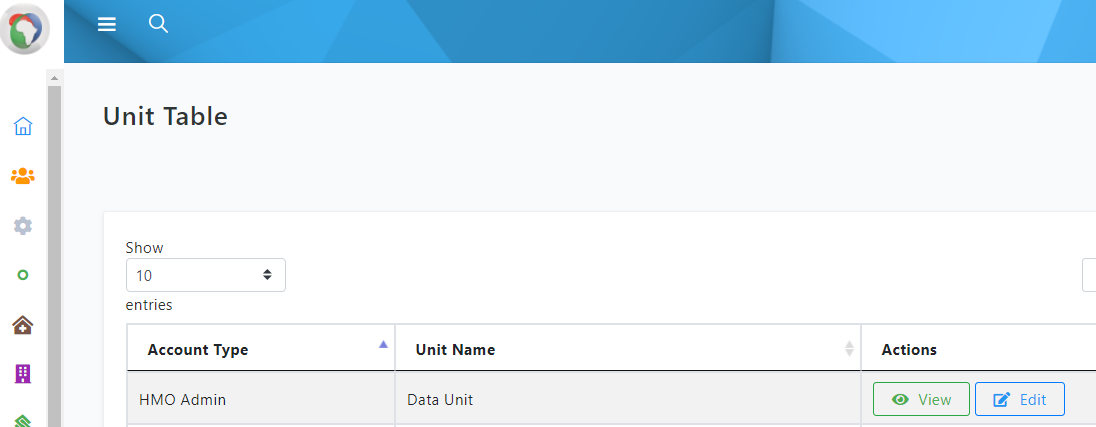 Unit Table
Show
10
entries
Account Type Unit Name Actions
HMO Admin Data Unit View Edit